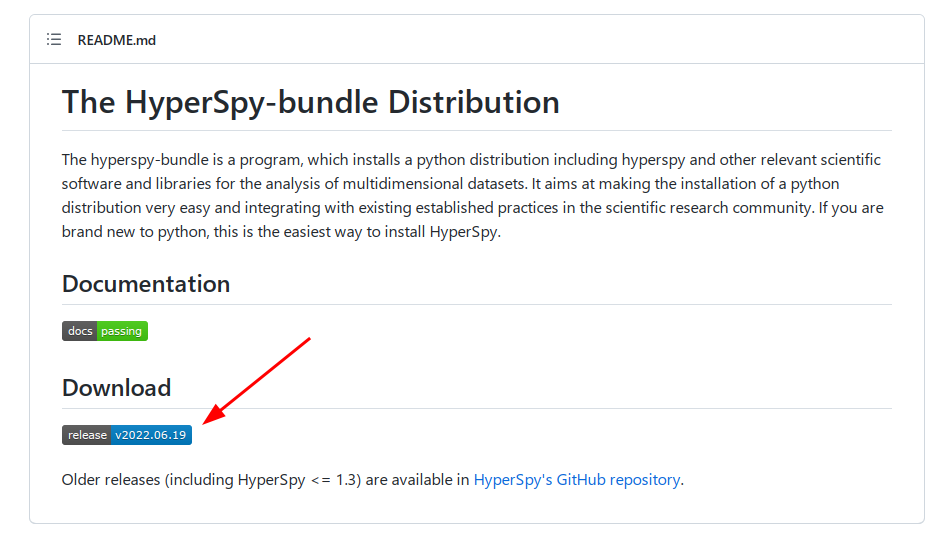 README.md
The HyperSpy-bundle Distribution
The hyperspy-bundle is a program, which installs a python distribution including hyperspy and other relevant scientific
software and libraries for the analysis of multidimensional datasets. It aims at making the installation of a python
distribution very easy and integrating with existing established practices in the scientific research community. If you are
brand new to python, this is the easiest way to install HyperSpy.
Documentation
docs passing
Download
release v2022.06.19
Older releases (including HyperSpy <= 1.3) are available in HyperSpy's GitHub repository.